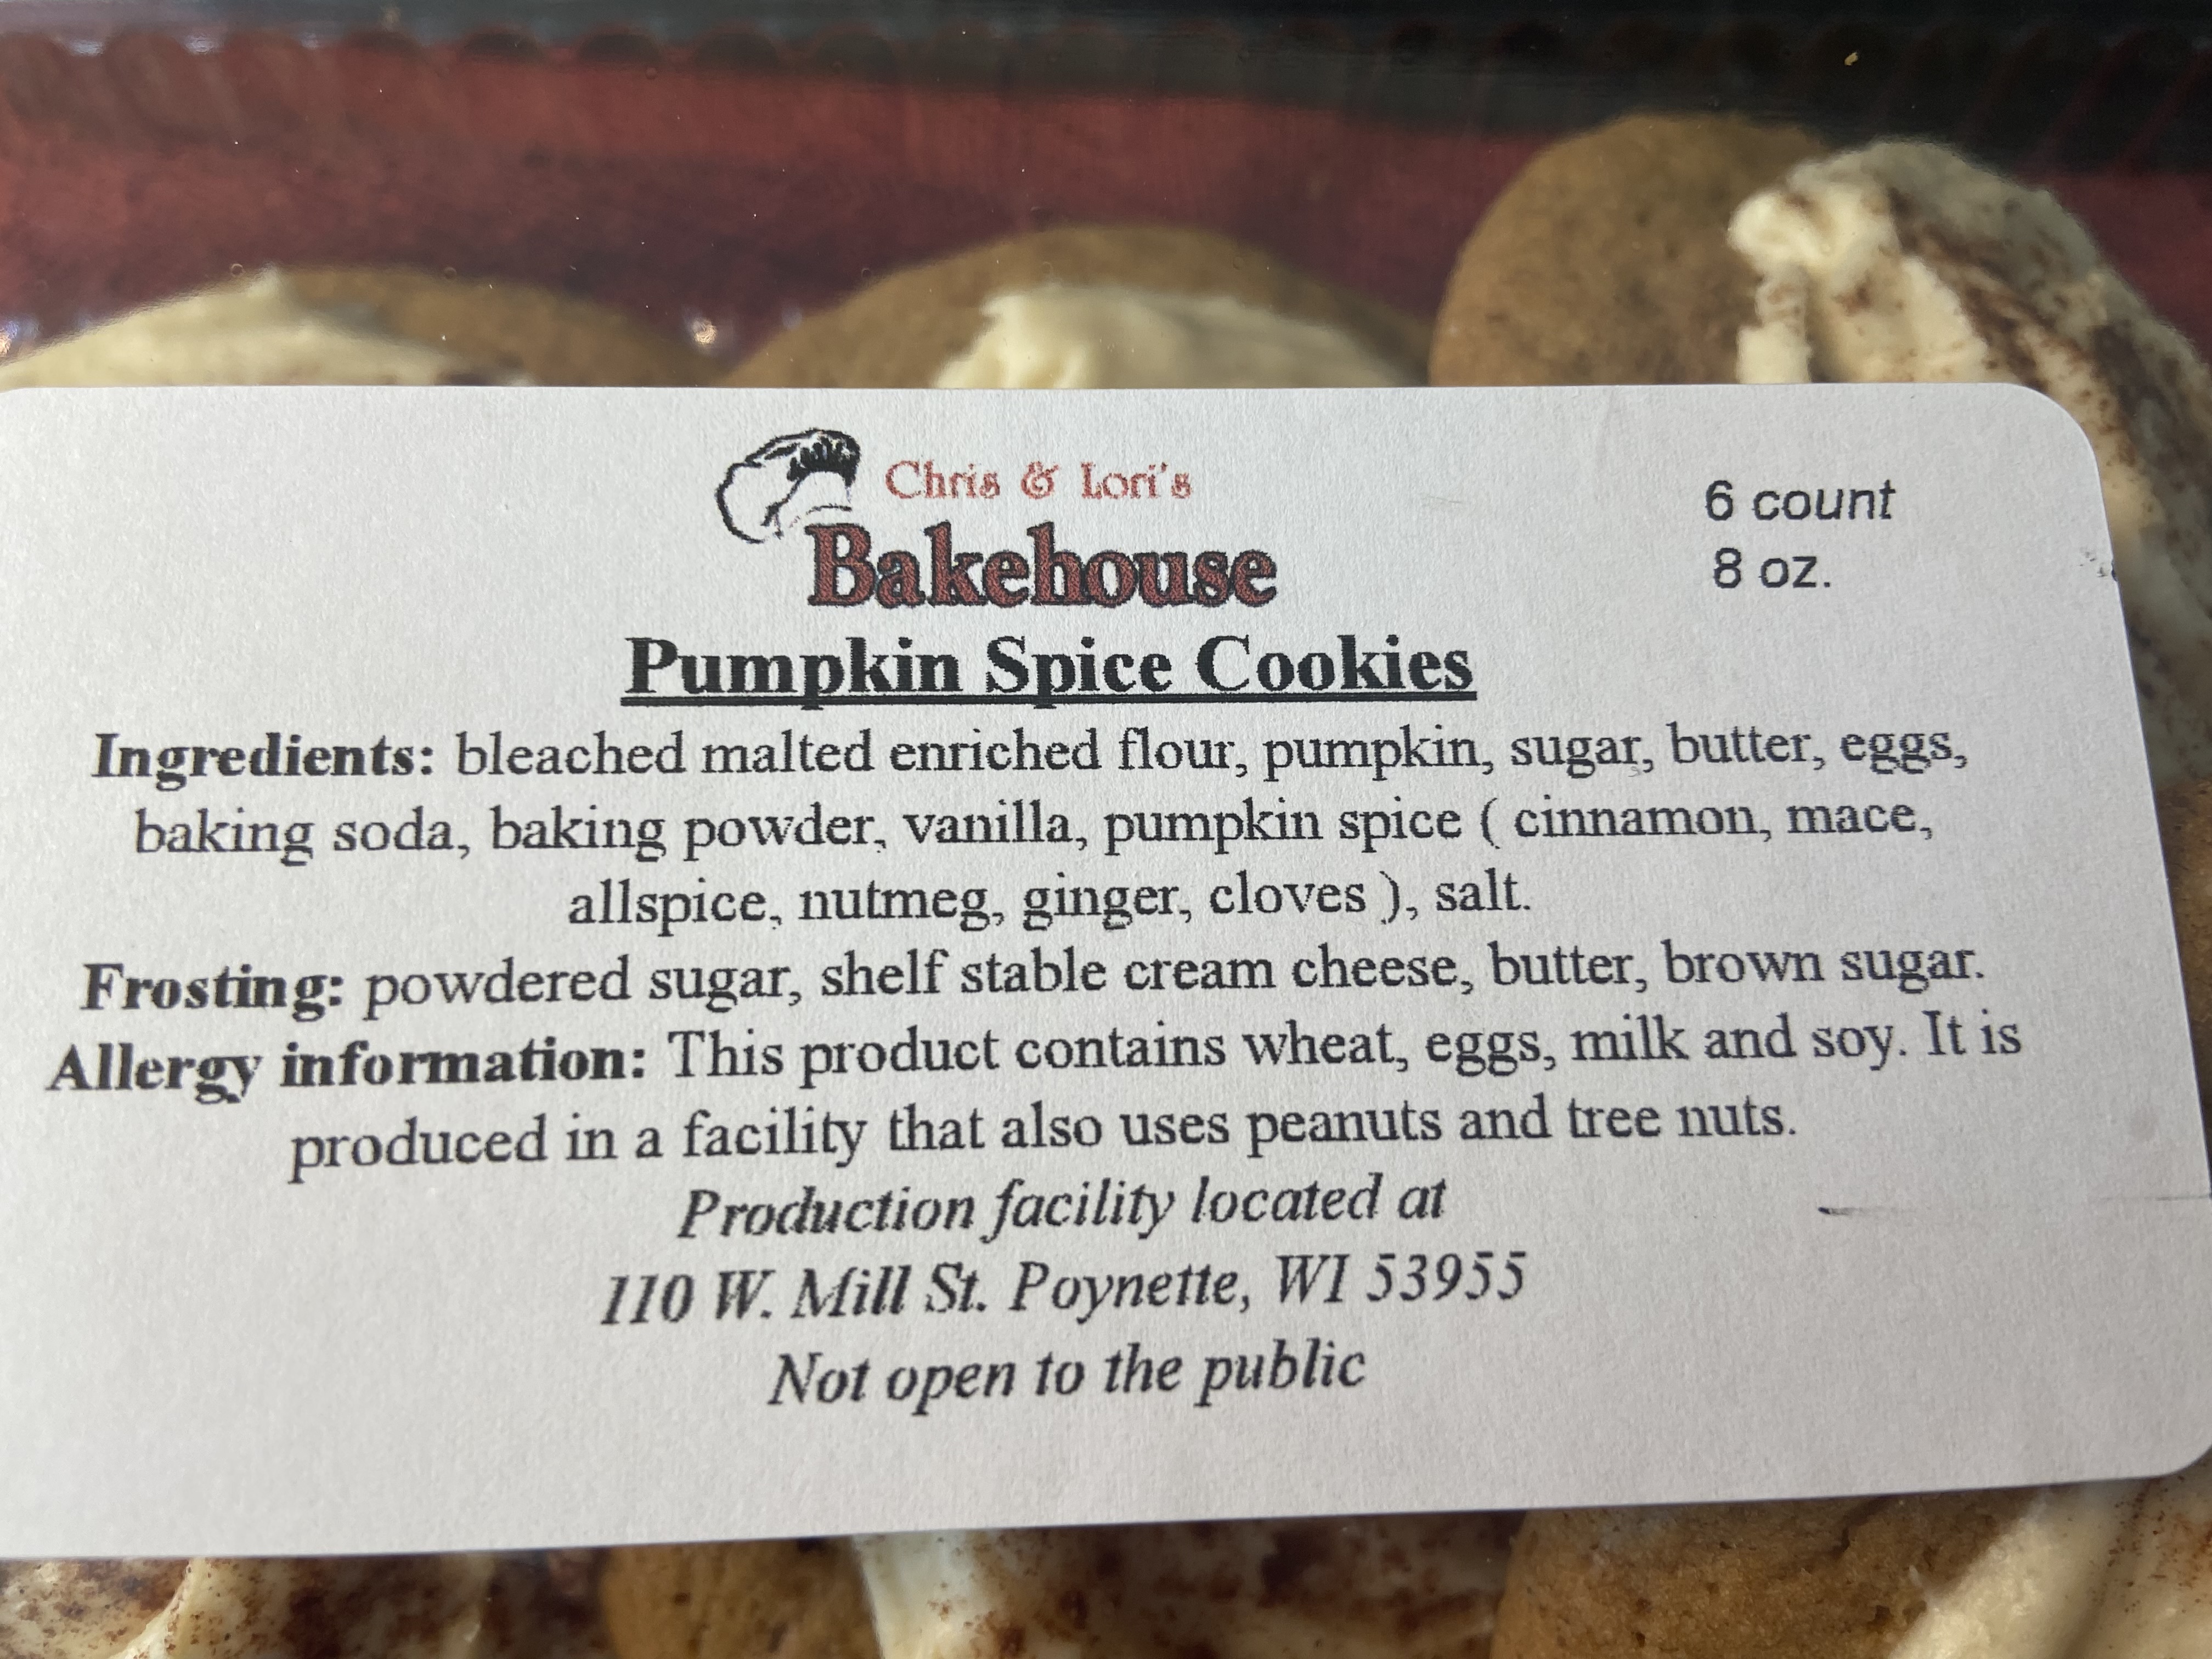 Chris & Lori's
Bakehouse
6 count
8 oz.
Pumpkin Spice Cookies
Ingredients: bleached malted enriched flour, pumpkin, sugar, butter, eggs,
baking soda, baking powder, vanilla, pumpkin spice ( cinnamon, mace,
allspice, nutmeg, ginger, cloves ), salt.
Frosting: powdered sugar, shelf stable cream cheese, butter, brown sugar.
Allergy information: This product contains wheat, eggs, milk and soy. It is
produced in a facility that also uses peanuts and tree nuts.
Production facility located at
110 W. Mill St. Poynette, WI 53955
Not open to the public